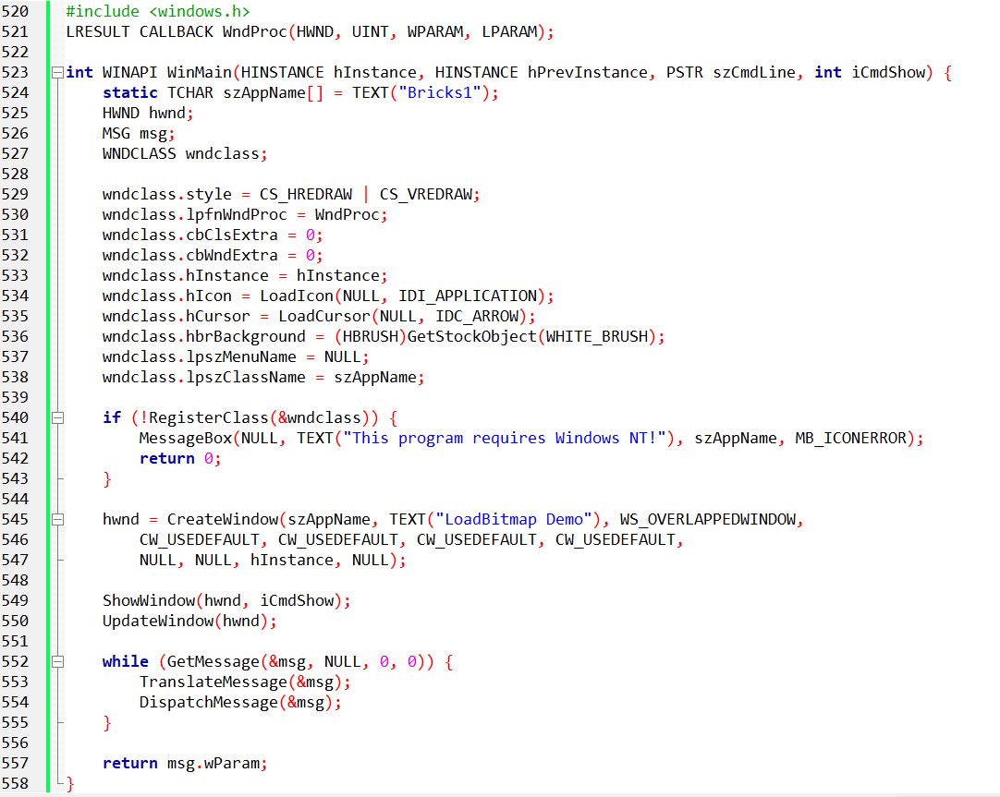 520 #include <windows.h>
521 LRESULT CALLBACK WndProc(HWND, UINT, WPARAM, LPARAM);
522
523 int WINAPI WinMain(HINSTANCE hInstance, HINSTANCE hPrevInstance, PSTR szCmdLine, int iCmdShow) {
524     static TCHAR szAppName[] = TEXT("Bricks1");
525     HWND hwnd;
526     MSG msg;
527     WNDCLASS wndclass;
528
529     wndclass.style = CS_HREDRAW | CS_VREDRAW;
530     wndclass.lpfnWndProc = WndProc;
531     wndclass.cbClsExtra = 0;
532     wndclass.cbWndExtra = 0;
533     wndclass.hInstance = hInstance;
534     wndclass.hIcon = LoadIcon(NULL, IDI_APPLICATION);
535     wndclass.hCursor = LoadCursor(NULL, IDC_ARROW);
536     wndclass.hbrBackground = (HBRUSH)GetStockObject(WHITE_BRUSH);
537     wndclass.lpszMenuName = NULL;
538     wndclass.lpszClassName = szAppName;
539
540     if (!RegisterClass(&wndclass)) {
541         MessageBox(NULL, TEXT("This program requires Windows NT!"), szAppName, MB_ICONERROR);
542         return 0;
543     }
544
545     hwnd = CreateWindow(szAppName, TEXT("LoadBitmap Demo"), WS_OVERLAPPEDWINDOW,
546         CW_USEDEFAULT, CW_USEDEFAULT, CW_USEDEFAULT, CW_USEDEFAULT,
547         NULL, NULL, hInstance, NULL);
548
549     ShowWindow(hwnd, iCmdShow);
550     UpdateWindow(hwnd);
551
552     while (GetMessage(&msg, NULL, 0, 0)) {
553         TranslateMessage(&msg);
554         DispatchMessage(&msg);
555     }
556
557     return msg.wParam;
558 }